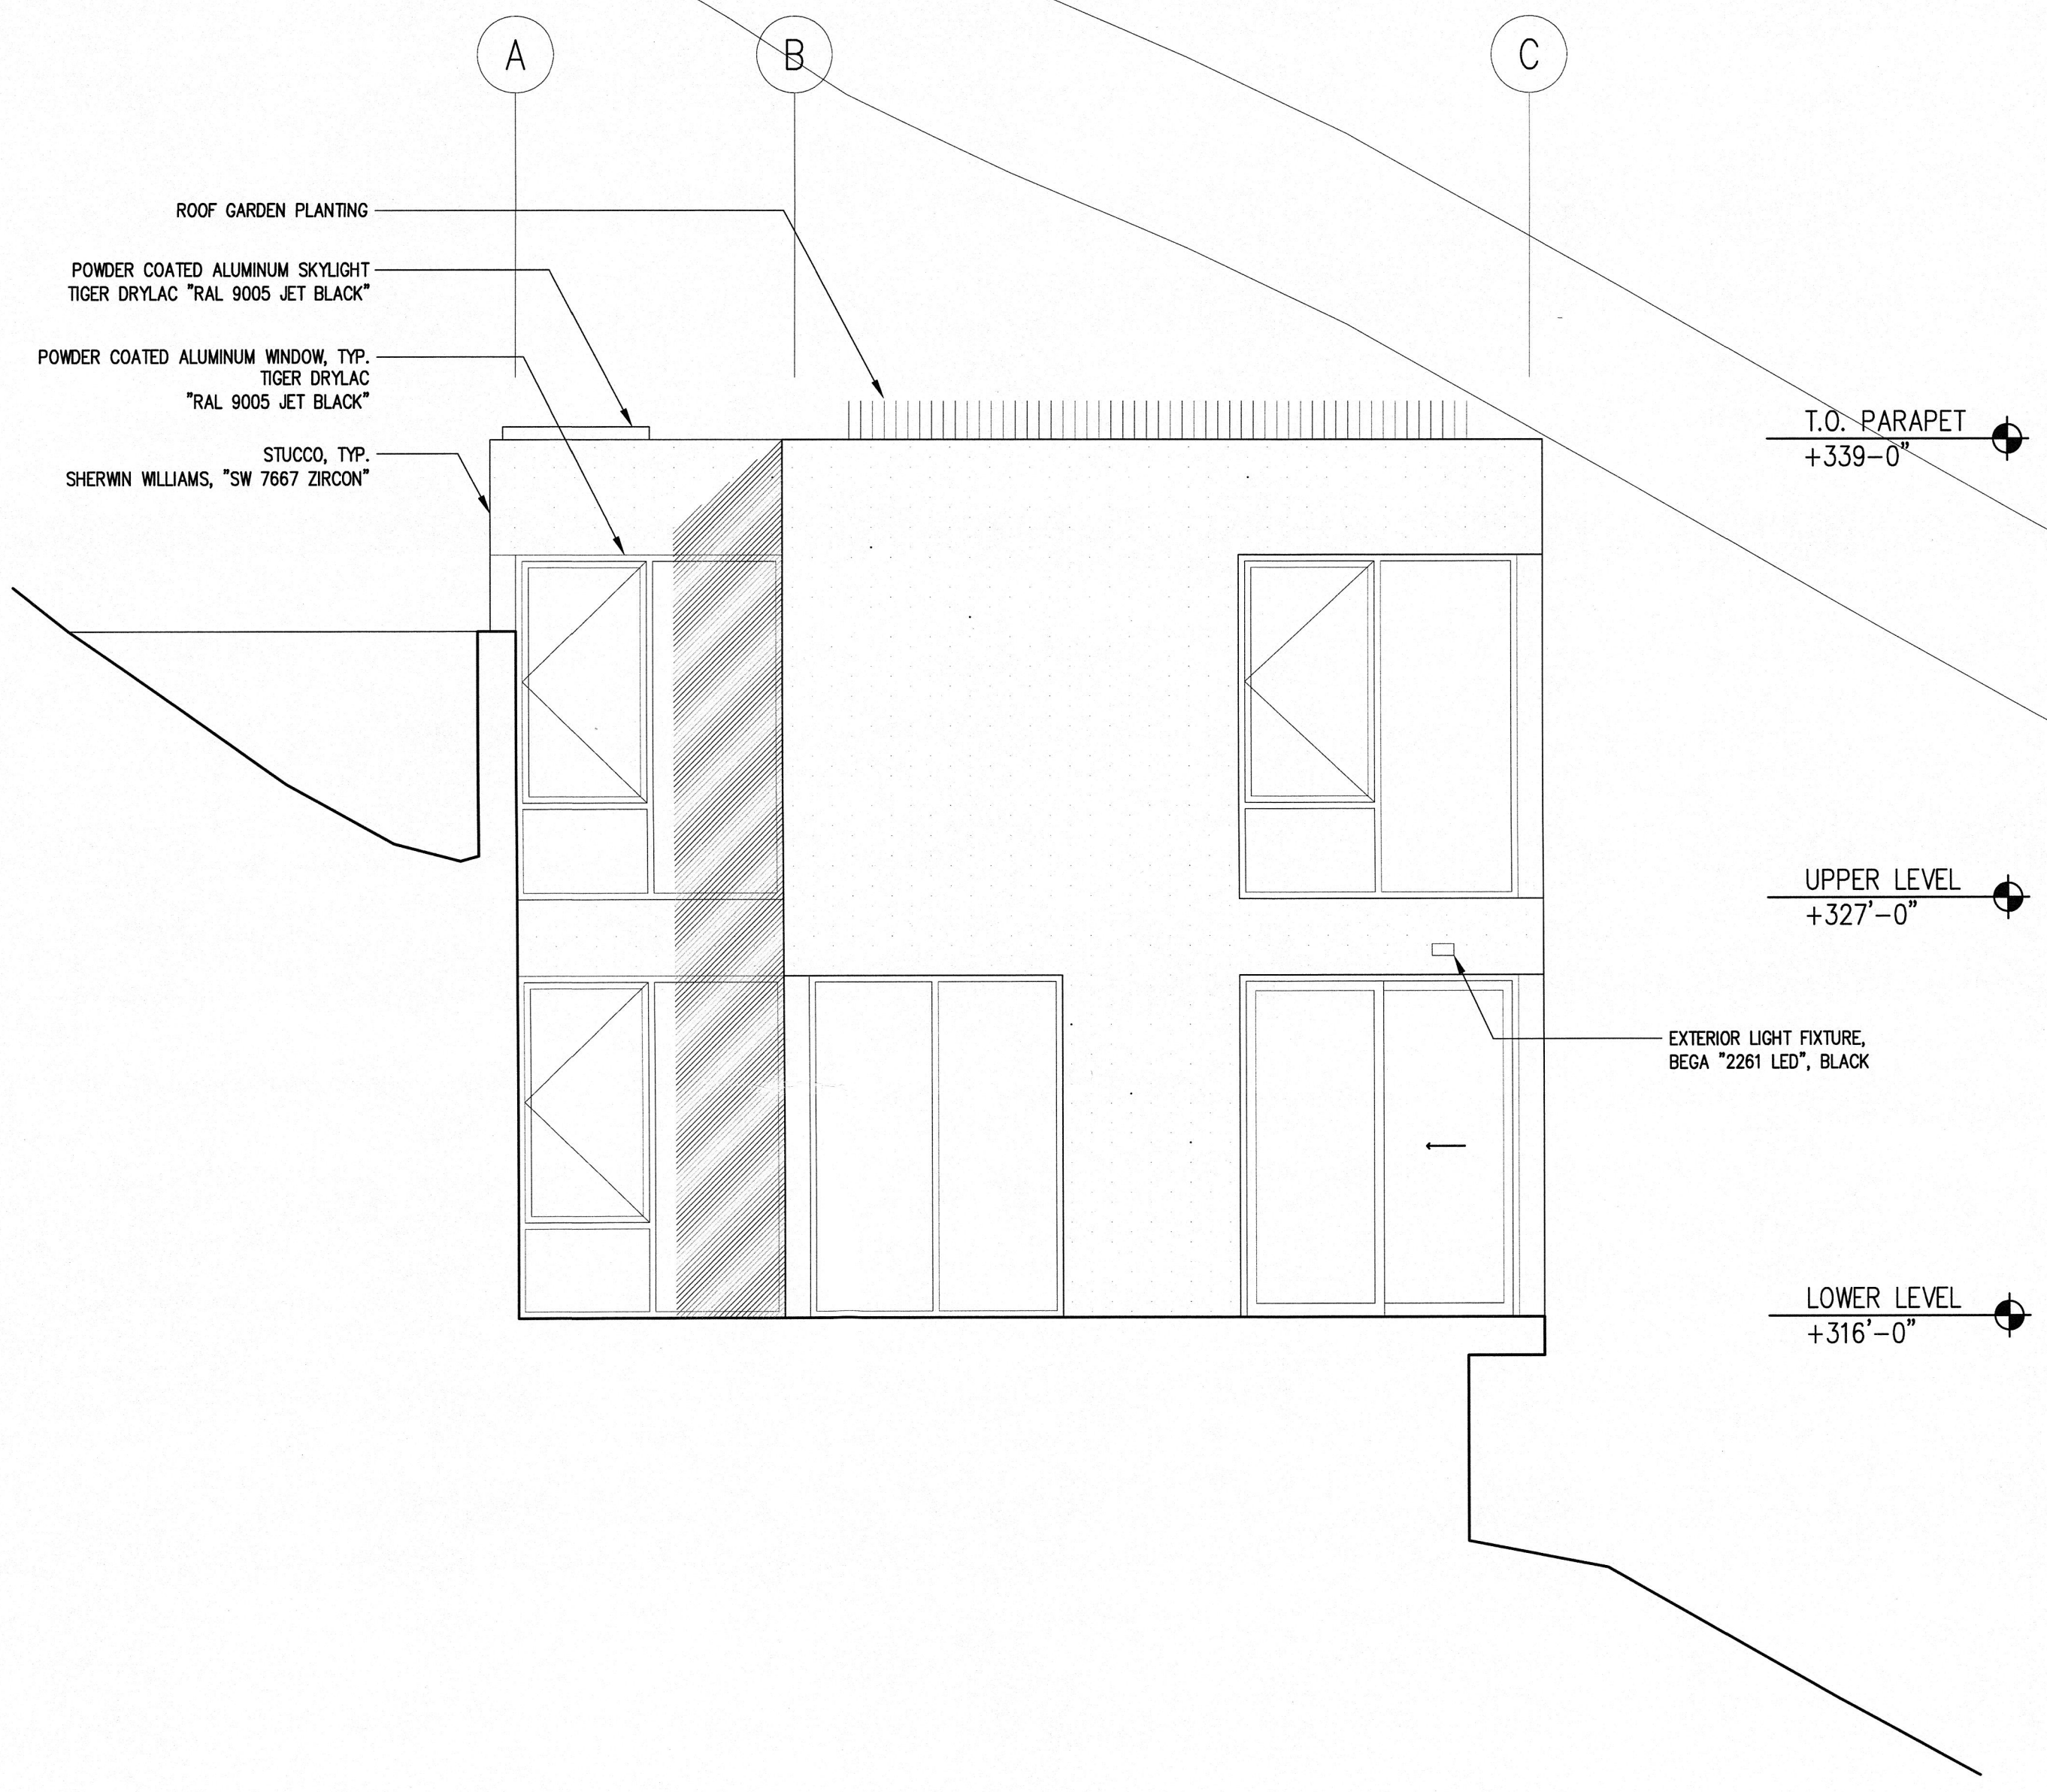 A
B
C
ROOF GARDEN PLANTING
POWDER COATED ALUMINUM SKYLIGHT
TIGER DRYLAC "RAL 9005 JET BLACK"
POWDER COATED ALUMINUM WINDOW, TYP.
TIGER DRYLAC
"RAL 9005 JET BLACK"
STUCCO, TYP.
SHERWIN WILLIAMS, "SW 7667 ZIRCON"
T.O. PARAPET
+339-0"
UPPER LEVEL
+327'-0"
EXTERIOR LIGHT FIXTURE,
BEGA "2261 LED", BLACK
LOWER LEVEL
+316'-0"